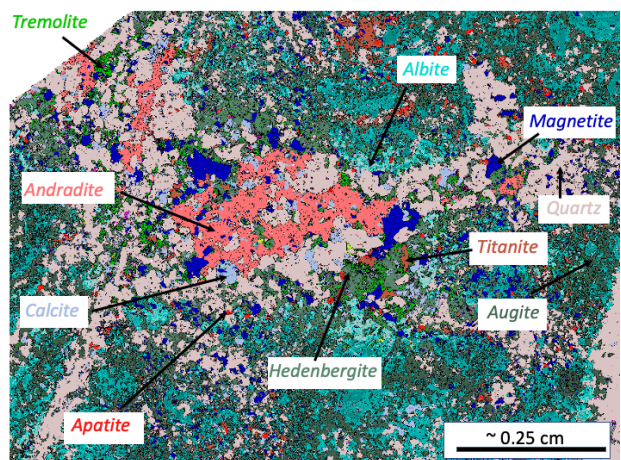 Tremolite
Albite
Magnetite
Andradite
Quartz
Titanite
Calcite
Augite
Hedenbergite
Apatite
~ 0.25 cm